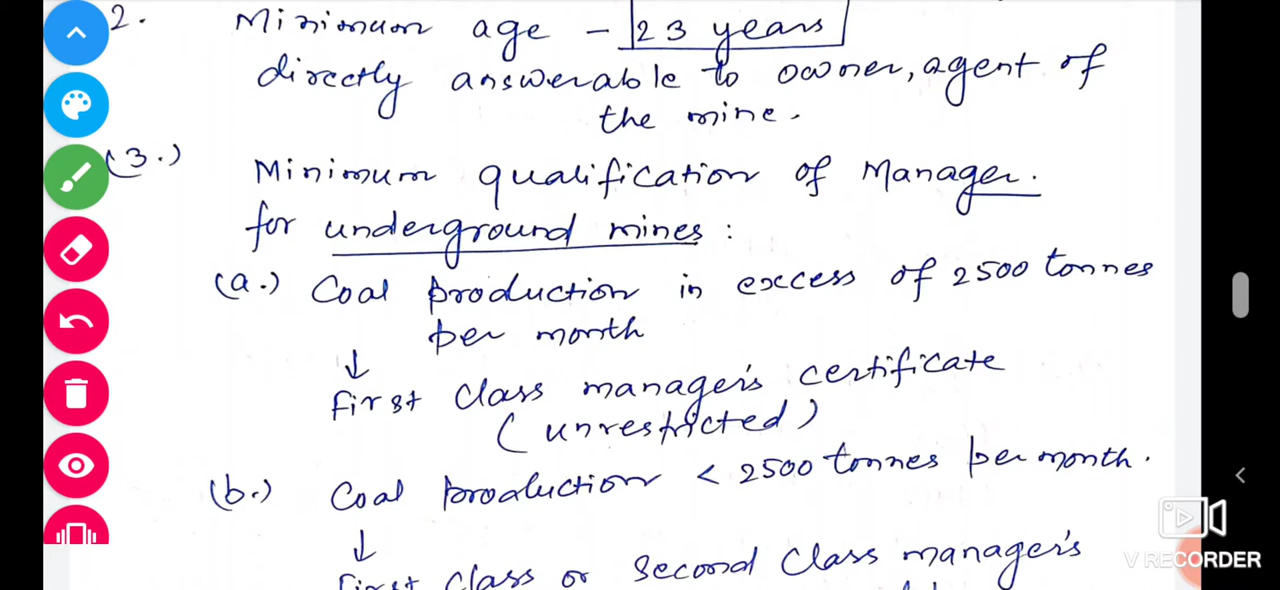 2. Minimum age - 23 years
directly answerable to owner, agent of
the mine.
(3.) Minimum qualification of Manager.
for underground mines :
(a.) Coal production in excess of 2500 tonnes
per month
↓
First class manager's certificate
(unrestricted)
(b.) Coal production < 2500 tonnes per month.
↓
First class or second class manager's
V RECORDER